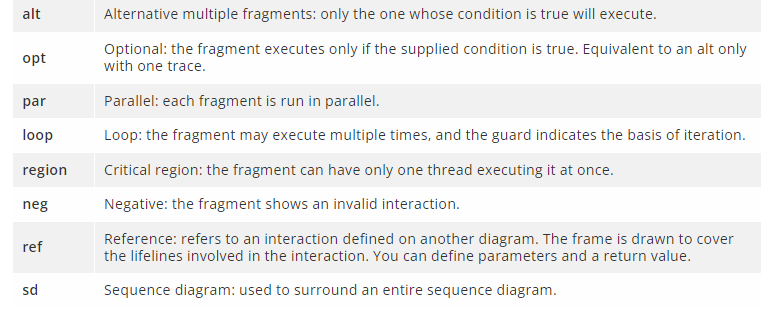 alt Alternative multiple fragments: only the one whose condition is true will execute.
opt Optional: the fragment executes only if the supplied condition is true. Equivalent to an alt only
with one trace.
par Parallel: each fragment is run in parallel.
loop Loop: the fragment may execute multiple times, and the guard indicates the basis of iteration.
region Critical region: the fragment can have only one thread executing it at once.
neg Negative: the fragment shows an invalid interaction.
ref Reference: refers to an interaction defined on another diagram. The frame is drawn to cover
the lifelines involved in the interaction. You can define parameters and a return value.
sd Sequence diagram: used to surround an entire sequence diagram.